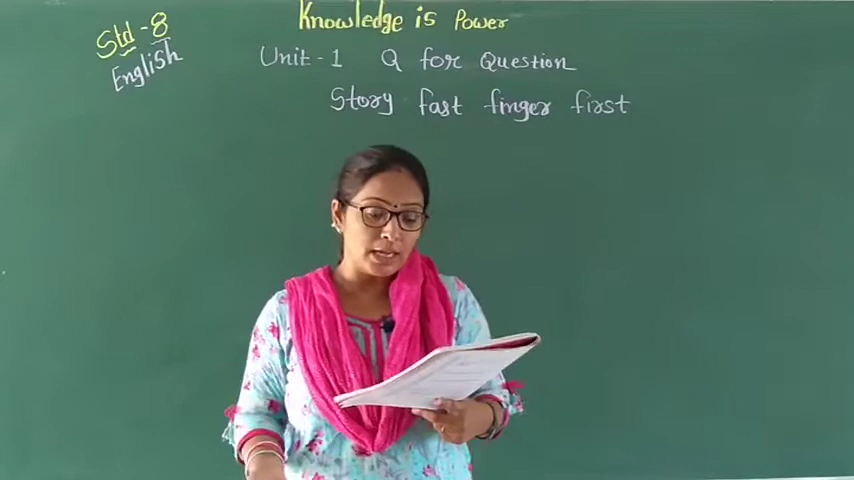 Knowledge is Power
Std - 8
English
Unit - 1 Q for Question
Story fast finger first